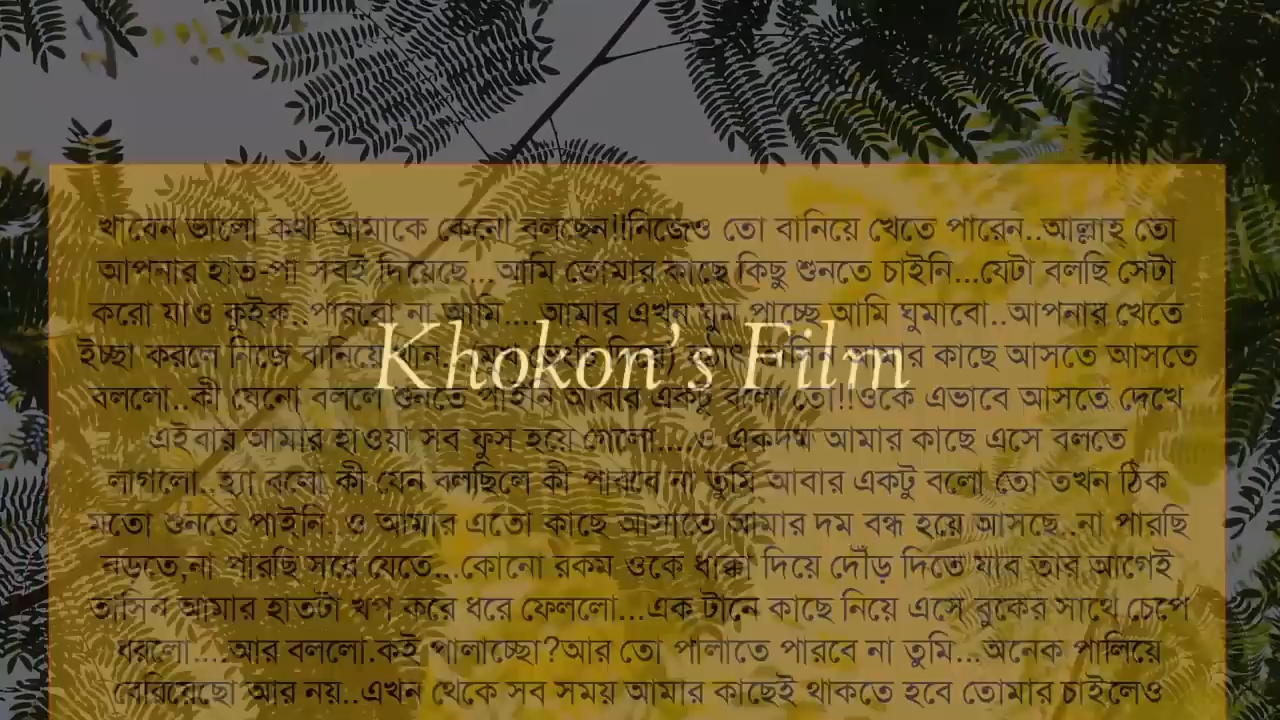 খাবেন ভালো কথা আমাকে কেনো বলছেন!!নিজেও তো বানিয়ে খেতে পারেন..আল্লাহ্ তো
আপনার হাত-পা সবই দিয়েছে... আমি তোমার কাছে কিছু শুনতে চাইনি...যেটা বলছি সেটা
করো যাও কুইক..পারবো না আমি....আমার এখন ঘুম পাচ্ছে আমি ঘুমাবো..আপনার খেতে
ইচ্ছা করলে নিজে বানিয়ে আমার কাছে আসতে আসতে
Khokon's Film
বললো..কী যেনো বললে শুনতে পাইনি আবার একটু বলো তো!!ওকে এভাবে আসতে দেখে
এইবার আমার হাওয়া সব ফুস হয়ে গেলো....ও একদম আমার কাছে এসে বলতে
লাগলো..হ্যা বলো কী যেন বলছিলে কী পারবে না তুমি আবার একটু বলো তো তখন ঠিক
মতো শুনতে পাইনি. ও আমার এতো কাছে আসাতে আমার দম বন্ধ হয়ে আসছে..না পারছি
নড়তে,না পারছি সরে যেতে...কোনো রকম ওকে ধাক্কা দিয়ে দৌঁড় দিতে যাব তার আগেই
তাসিন আমার হাতটা খপ করে ধরে ফেললো...এক টানে কাছে নিয়ে এসে বুকের সাথে চেপে
ধরলো....আর বললো.কই পালাচ্ছো?আর তো পালাতে পারবে না তুমি...অনেক পালিয়ে
বেরিয়েছো আর নয়..এখন থেকে সব সময় আমার কাছেই থাকতে হবে তোমার চাইলেও